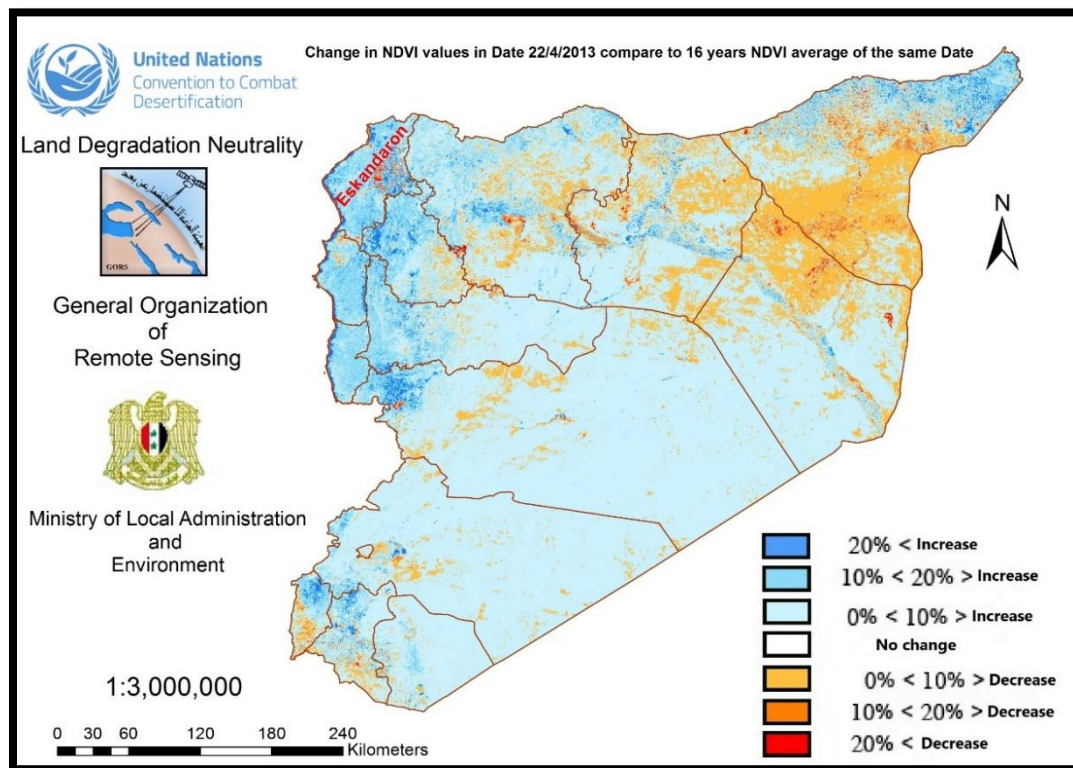 Change in NDVI values in Date 22/4/2013 compare to 16 years NDVI average of the same Date
United Nations
Convention to Combat
Desertification
Land Degradation Neutrality
GORS
General Organization
of
Remote Sensing
Ministry of Local Administration
and
Environment
1:3,000,000
0 30 60 120 180 240
Kilometers
Eskandaron
N
20% < Increase
10% < 20% > Increase
0% < 10% > Increase
No change
0% < 10% > Decrease
10% < 20% > Decrease
20% < Decrease